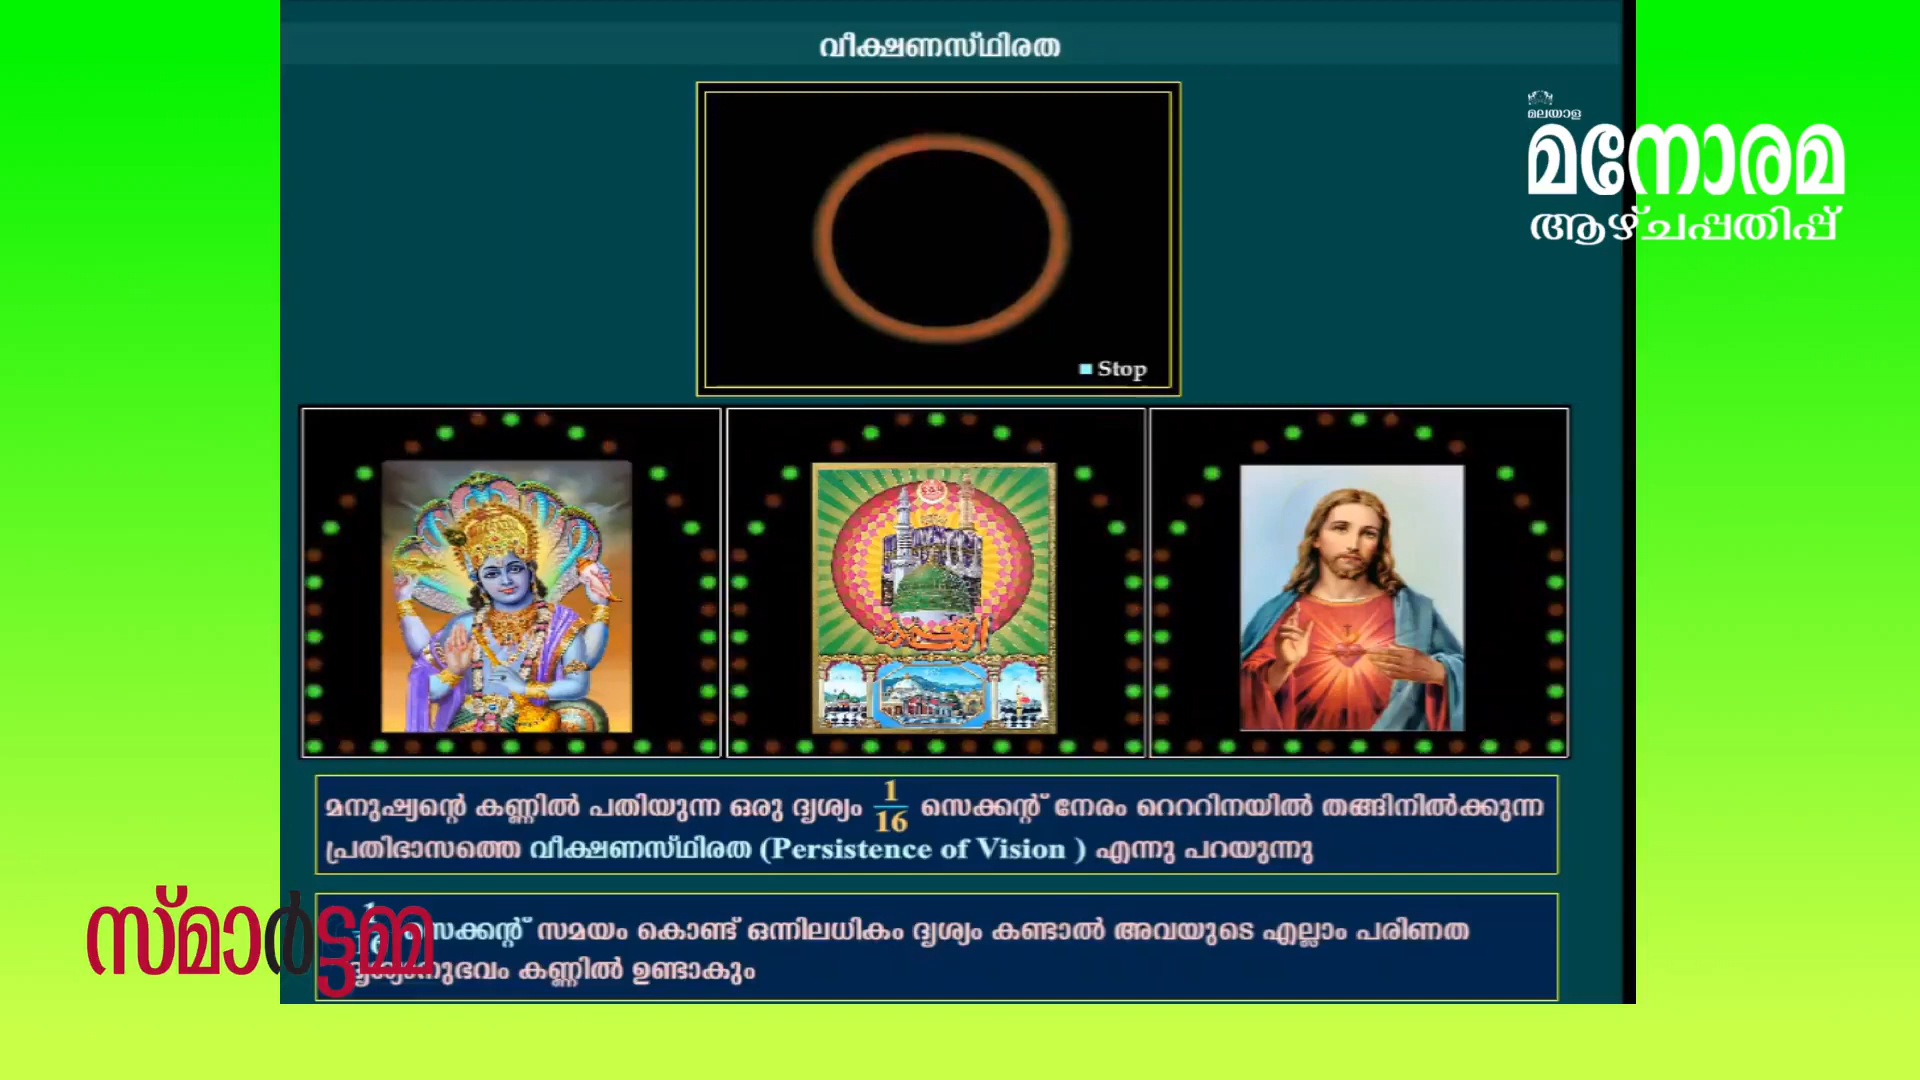 വീക്ഷണസ്ഥിരത
മലയാള
മനോരമ
ആഴ്ചപ്പതിപ്പ്
Stop
മനുഷ്യന്റെ കണ്ണിൽ പതിയുന്ന ഒരു ദൃശ്യം 1/16 സെക്കന്റ് നേരം റെററിനയിൽ തങ്ങിനിൽക്കുന്ന
പ്രതിഭാസത്തെ വീക്ഷണസ്ഥിരത (Persistence of Vision ) എന്നു പറയുന്നു
സെക്കന്റ് സമയം കൊണ്ട് ഒന്നിലധികം ദൃശ്യം കണ്ടാൽ അവയുടെ എല്ലാം പരിണത
കണ്ണിൽ ഉണ്ടാകും
സ്മാർട്ടമ്മ